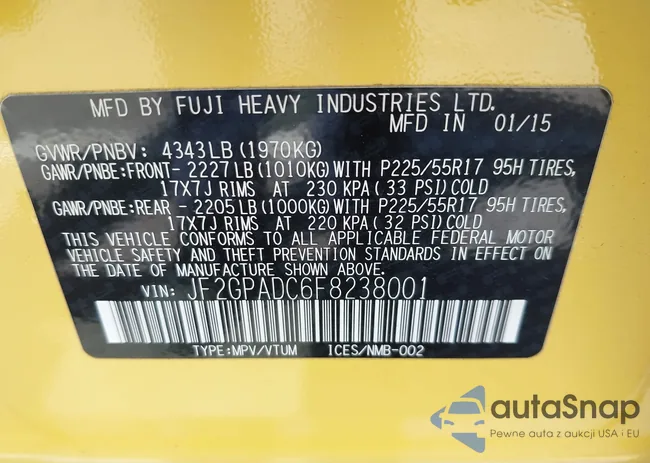 MFD BY FUJI HEAVY INDUSTRIES LTD.
MFD IN 01/15
GVWR/PNBV: 4343LB(1970KG)
GAWR/PNBE:FRONT- 2227LB(1010KG)WITH P225/55R17 95H TIRES,
17X7J RIMS AT 230 KPA(33 PSI)COLD
GAWR/PNBE:REAR - 2205LB(1000KG)WITH P225/55R17 95H TIRES,
17X7J RIMS AT 220 KPA(32 PSI)COLD
THIS VEHICLE CONFORMS TO ALL APPLICABLE FEDERAL MOTOR
VEHICLE SAFETY AND THEFT PREVENTION STANDARDS IN EFFECT ON
THE DATE OF MANUFACTURE SHOWN ABOVE.
VIN: JF2GPADC6F8238001
TYPE:MPV/VTUM ICES/NMB-002
autaSnap
Pewne auta z aukcji USA i EU